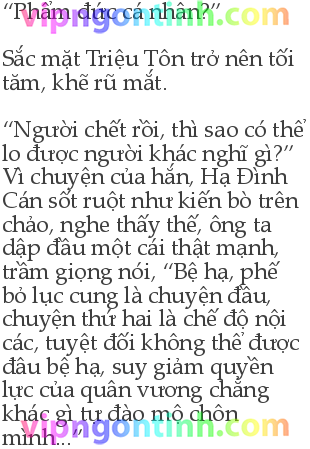 “Phẩm đức cá nhân?”
vipngontinh.com
Sắc mặt Triệu Tôn trở nên tối
tăm, khẽ rũ mắt.
“Người chết rồi, thì sao có thể
lo được người khác nghĩ gì?”
Vì chuyện của hắn, Hạ Đình
Cán sốt ruột như kiến bò trên
chảo, nghe thấy thế, ông ta
dập đầu một cái thật mạnh,
trầm giọng nói, “Bệ hạ, phế
bỏ lục cung là chuyện đầu,
chuyện thứ hai là chế độ nội
các, tuyệt đối không thể được
đâu bệ hạ, suy giảm quyền
lực của quân vương chẳng
khác gì tự đào mộ chôn
vipngontinh.com
mình...”